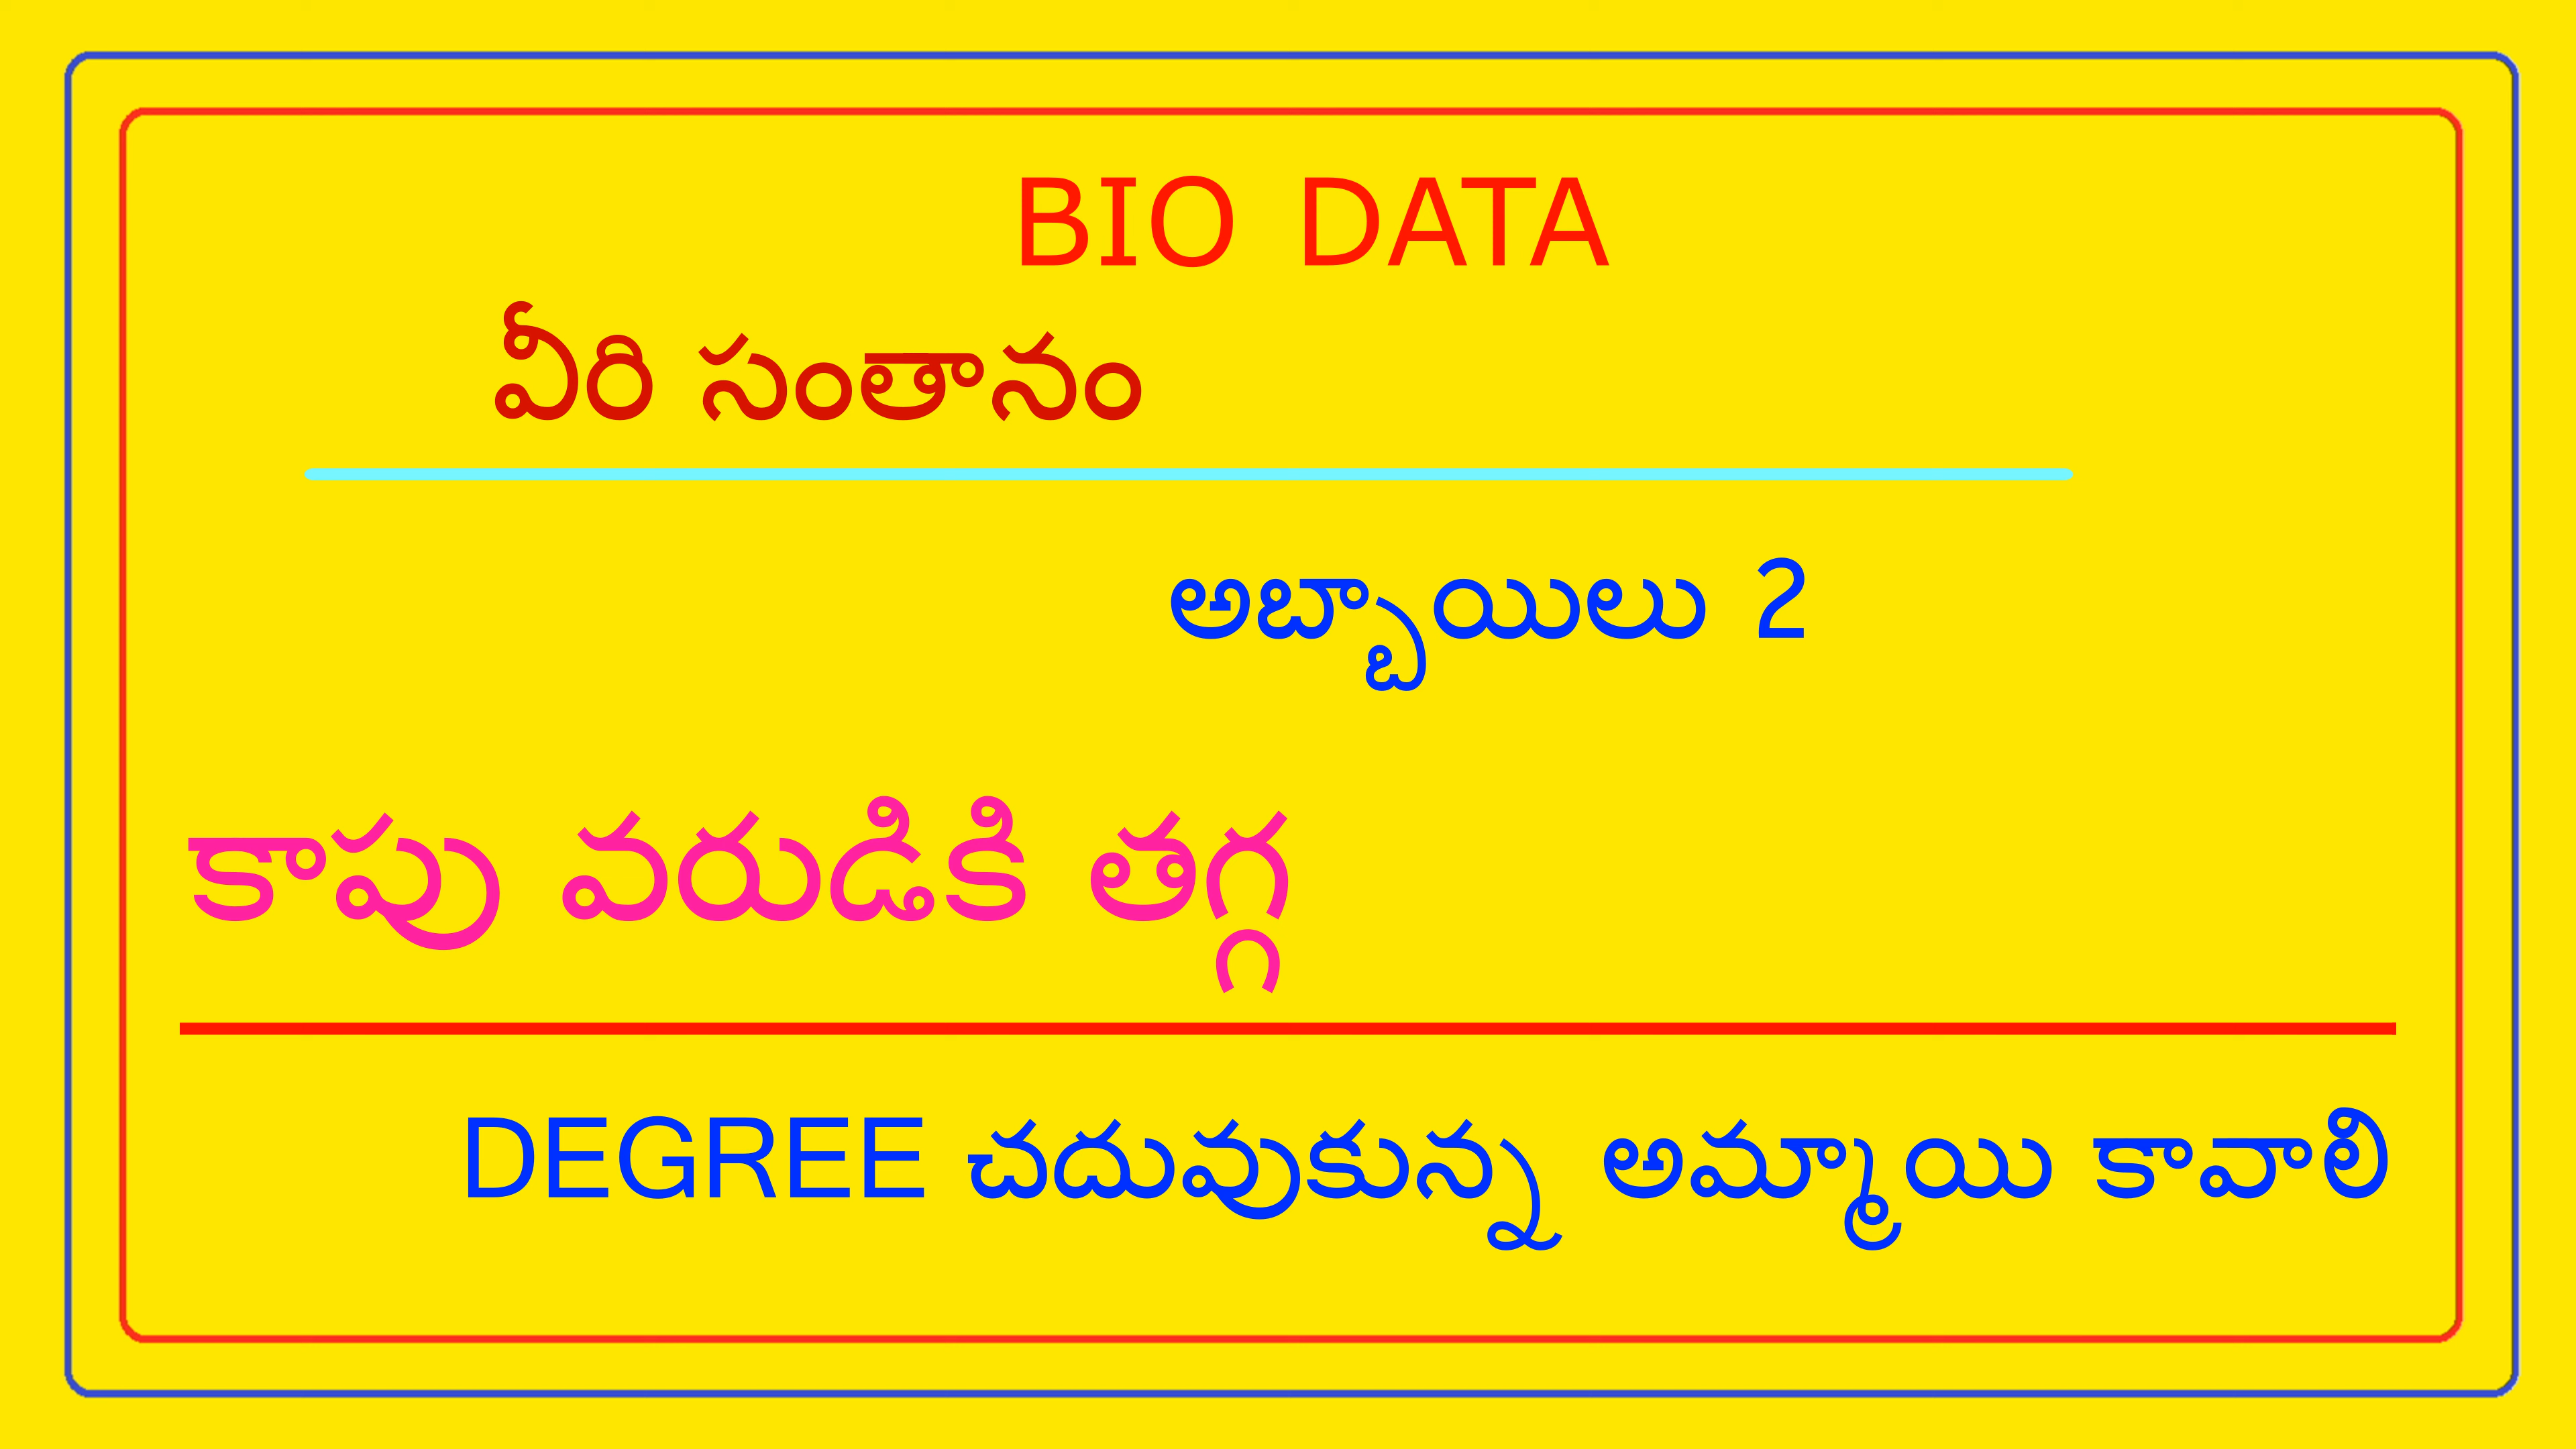 BIO DATA
వీరి సంతానం
అబ్బాయిలు 2
కాపు వరుడికి తగ్గ
DEGREE చదువుకున్న అమ్మాయి కావాలి